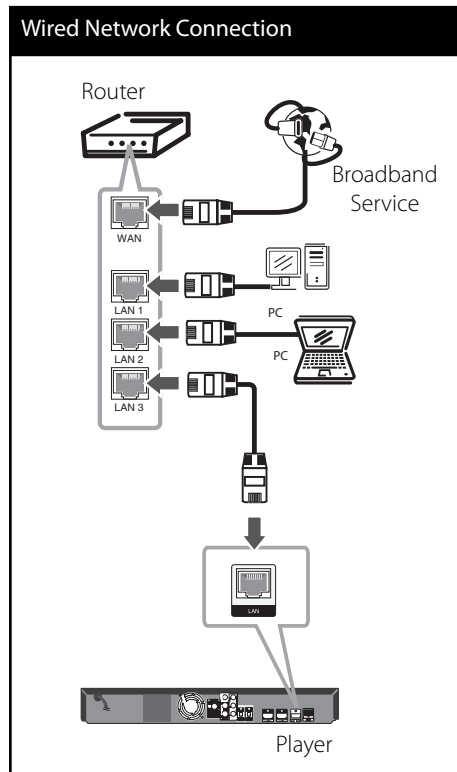 Wired Network Connection
Router
Broadband
Service
WAN
LAN 1
PC
LAN 2
PC
LAN 3
LAN
Player